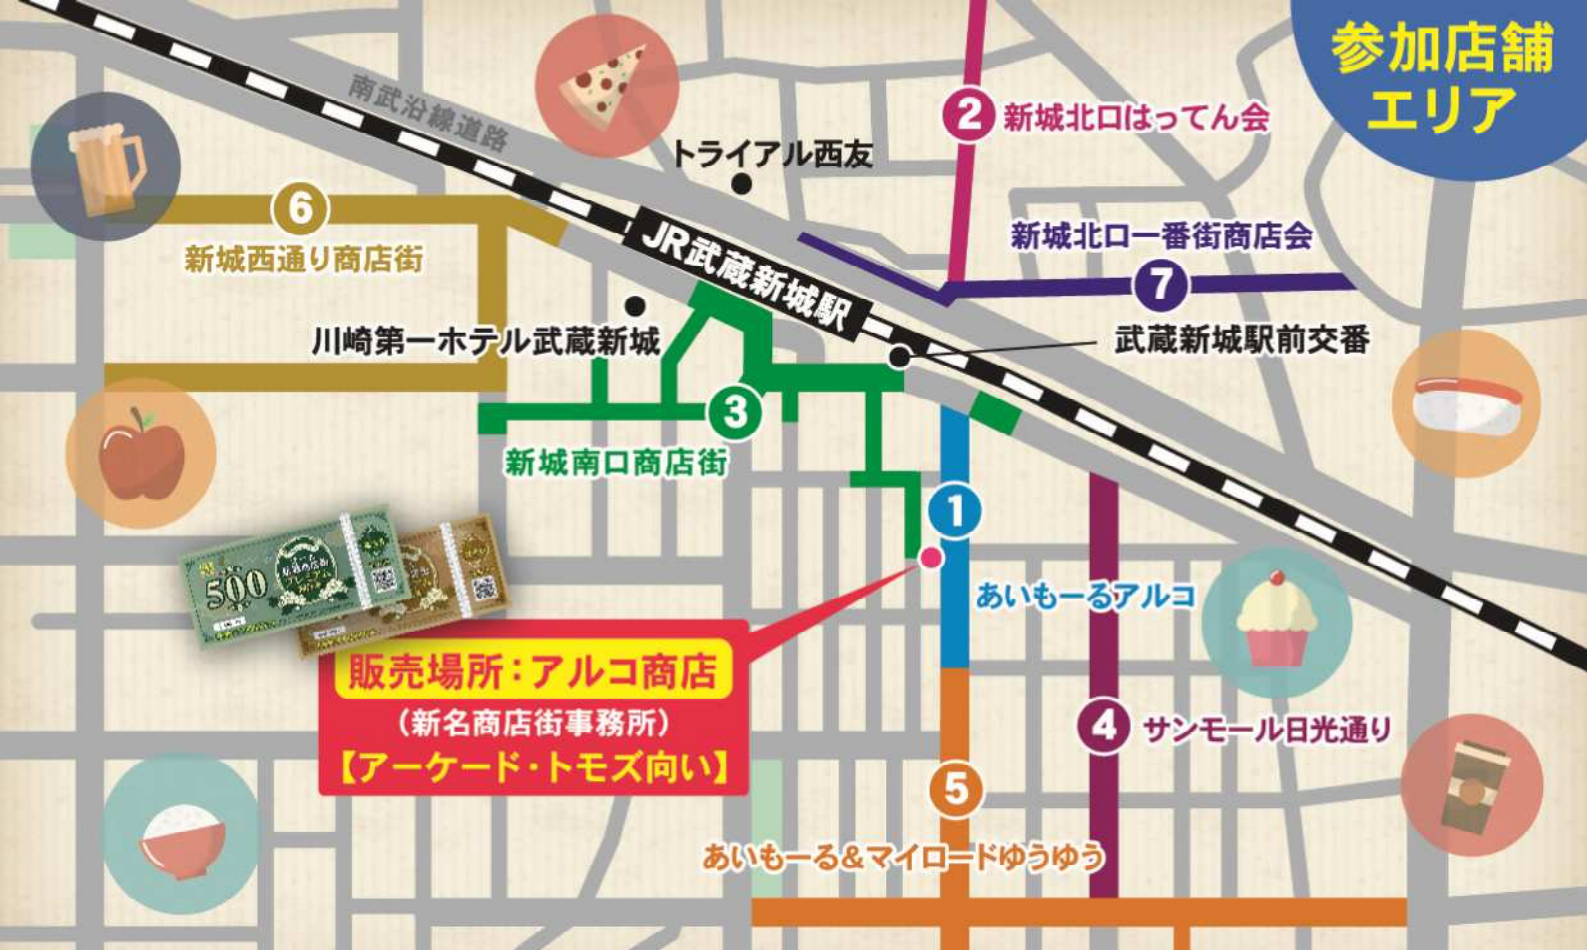 参加店舗
エリア
南武沿線道路
トライアル西友
2 新城北口はってん会
6
新城西通り商店街
JR武蔵新城駅
新城北口一番街商店会
7
川崎第一ホテル武蔵新城
武蔵新城駅前交番
3
新城南口商店街
1
あいもーるアルコ
500
販売場所：アルコ商店
（新名商店街事務所）
【アーケード・トモズ向い】
4 サンモール日光通り
5
あいもーる&マイロードゆうゆう